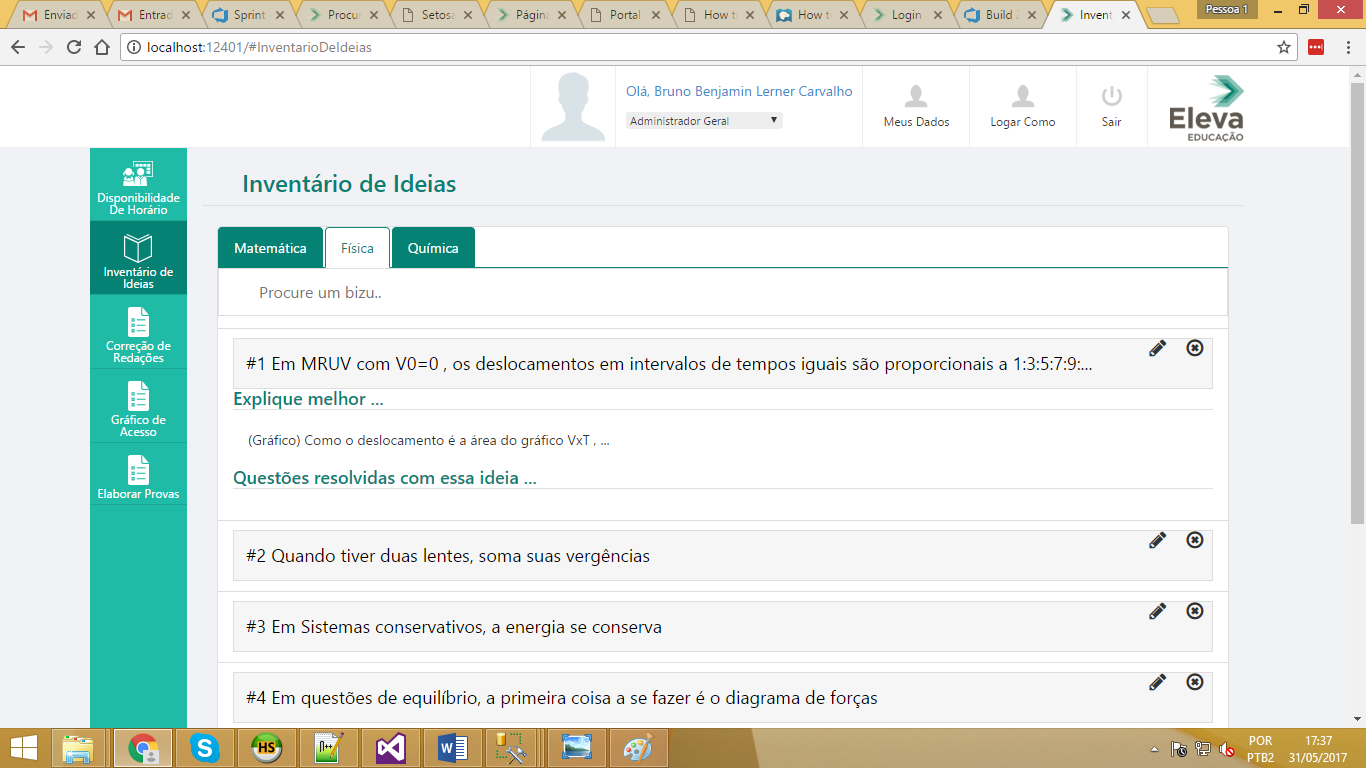 Enviad
Entrad
Sprint
Procur
Setosa
Página
Portal
How to
How to
Login
Build 2
Invent
Pessoa 1
localhost:12401/#InventarioDeIdeias
Olá, Bruno Benjamin Lerner Carvalho
Administrador Geral
Meus Dados
Logar Como
Sair
Eleva
EDUCAÇÃO
Disponibilidade
De Horário
Inventário de
Ideias
Correção de
Redações
Gráfico de
Acesso
Elaborar Provas
Inventário de Ideias
Matemática
Física
Química
Procure um bizu..
#1 Em MRUV com V0=0 , os deslocamentos em intervalos de tempos iguais são proporcionais a 1:3:5:7:9:...
Explique melhor ...
(Gráfico) Como o deslocamento é a área do gráfico VxT , ...
Questões resolvidas com essa ideia ...
#2 Quando tiver duas lentes, soma suas vergências
#3 Em Sistemas conservativos, a energia se conserva
#4 Em questões de equilíbrio, a primeira coisa a se fazer é o diagrama de forças
HS
N++
POR
PTB2
17:37
31/05/2017